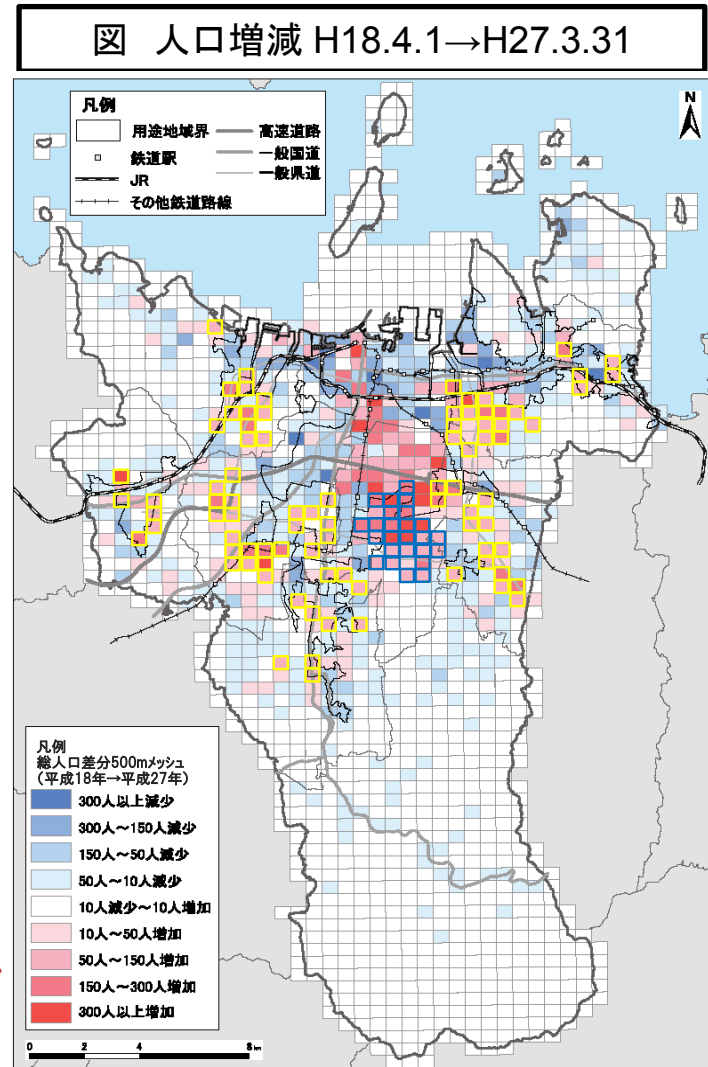 図 人口増減 H18.4.1→H27.3.31
凡例
用途地域界
鉄道駅
JR
その他鉄道路線
高速道路
一般国道
一般県道
N
凡例
総人口差分500mメッシュ
(平成18年→平成27年)
300人以上減少
300人～150人減少
150人～50人減少
50人～10人減少
10人減少～10人増加
10人～50人増加
50人～150人増加
150人～300人増加
300人以上増加
0 2 4 8 km